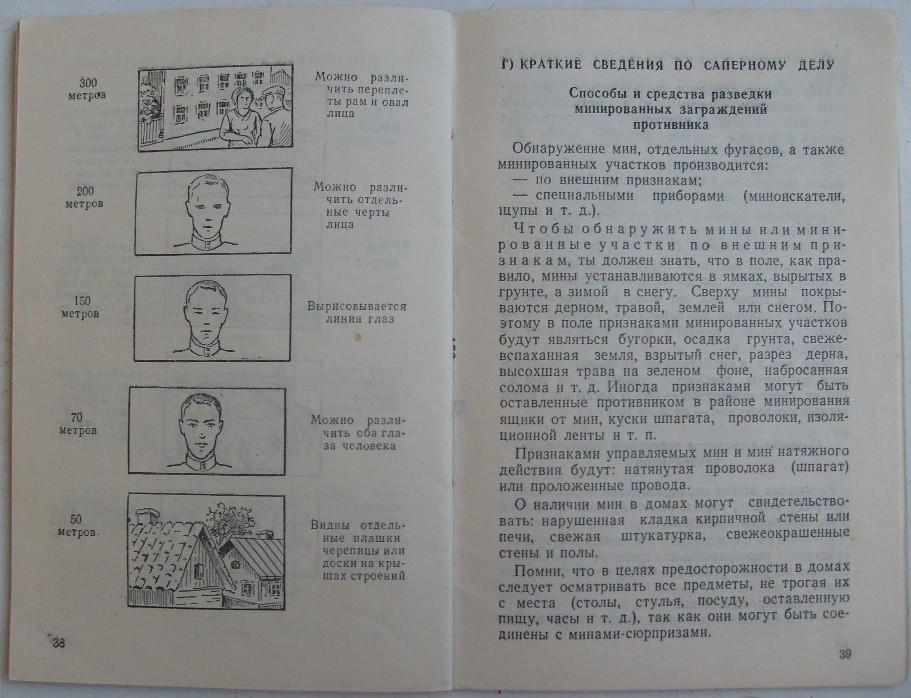 300
метров
Можно разли-
чить перепле-
ты рам и овал
лица
200
метров
Можно разли-
чить отдель-
ные черты
лица
150
метров
Вырисовывается
линия глаз
70
метров
Можно разли-
чить оба гла-
за человека
50
метров
Видны отдель-
ные плашки
черепицы или
доски на кры-
шах строений
38
Г) КРАТКИЕ СВЕДЕНИЯ ПО САПЕРНОМУ ДЕЛУ
Способы и средства разведки
минированных заграждений
противника
Обнаружение мин, отдельных фугасов, а также
минированных участков производится:
— по внешним признакам;
— специальными приборами (миноискатели,
щупы и т. д.).
Чтобы обнаружить мины или мини-
рованные участки по внешним при-
знакам, ты должен знать, что в поле, как пра-
вило, мины устанавливаются в ямках, вырытых в
грунте, а зимой в снегу. Сверху мины покры-
ваются дерном, травой, землей или снегом. По-
этому в поле признаками минированных участков
будут являться бугорки, осадка грунта, свеже-
вспаханная земля, взрытый снег, разрез дерна,
высохшая трава на зеленом фоне, набросанная
солома и т. д. Иногда признаками могут быть
оставленные противником в районе минирования
ящики от мин, куски шпагата, проволоки, изоля-
ционной ленты и т. п.
Признаками управляемых мин и мин натяжного
действия будут: натянутая проволока (шпагат)
или проложенные провода.
О наличии мин в домах могут свидетельство-
вать: нарушенная кладка кирпичной стены или
печи, свежая штукатурка, свежеокрашенные
стены и полы.
Помни, что в целях предосторожности в домах
следует осматривать все предметы, не трогая их
с места (столы, стулья, посуду, оставленную
пищу, часы и т. д.), так как они могут быть сое-
динены с минами-сюрпризами.
39